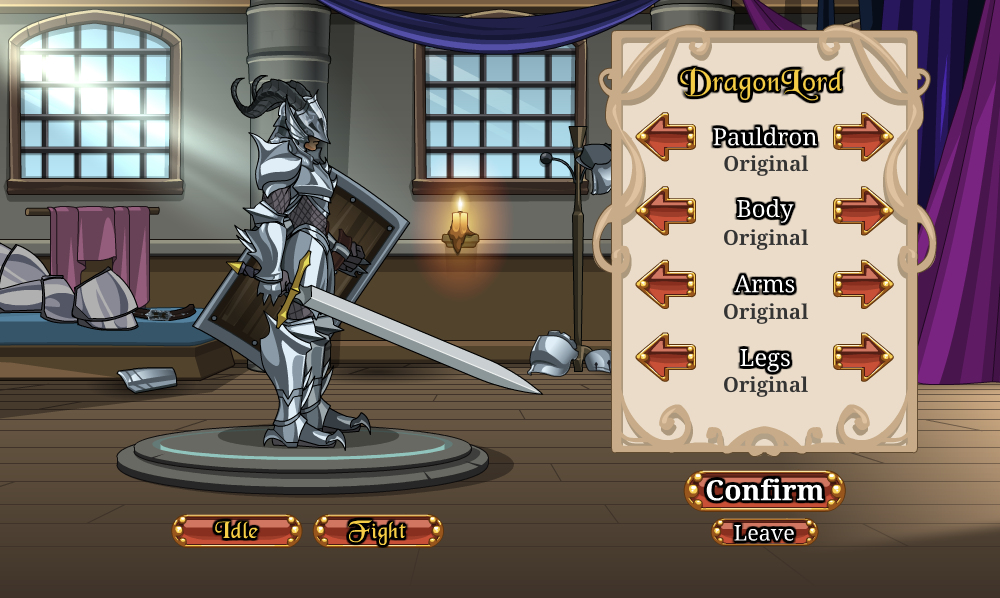 DragonLord
Pauldron
Original
Body
Original
Arms
Original
Legs
Original
Confirm
Leave
Idle
Fight